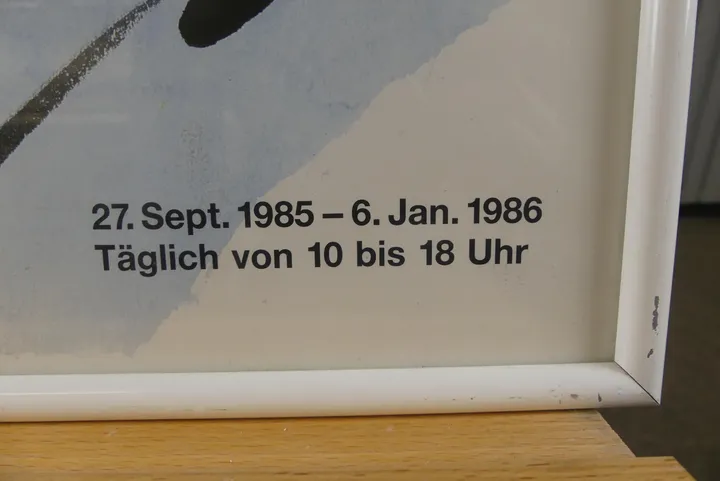 27. Sept. 1985 – 6. Jan. 1986
Täglich von 10 bis 18 Uhr